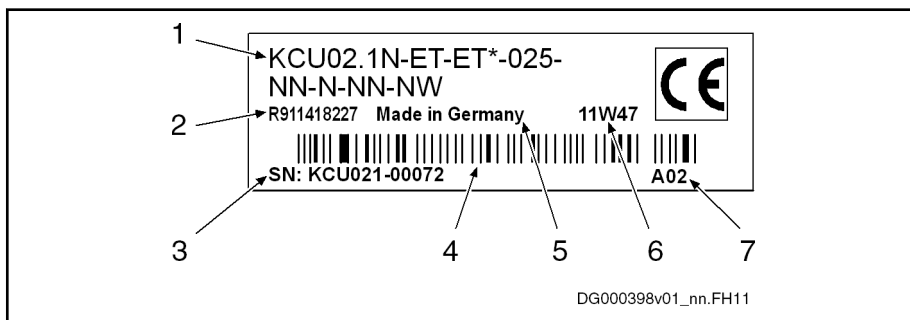 1
KCU02.1N-ET-ET*-025-
NN-N-NN-NW
CE
2
R911418227 Made in Germany 11W47
SN: KCU021-00072 A02
3 4 5 6 7
DG000398v01_nn.FH11